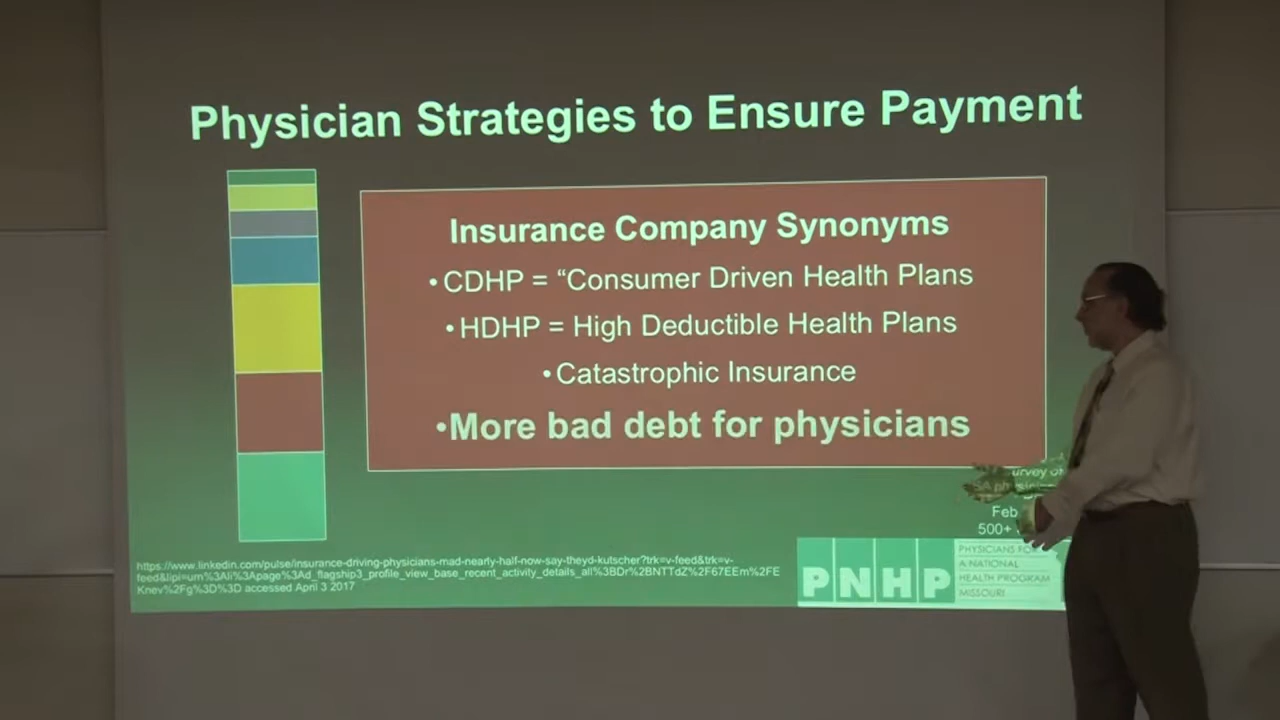 Physician Strategies to Ensure Payment
Insurance Company Synonyms
•CDHP = “Consumer Driven Health Plans
•HDHP = High Deductible Health Plans
•Catastrophic Insurance
•More bad debt for physicians
Feb
500+
https://www.linkedin.com/pulse/insurance-driving-physicians-mad-nearly-half-now-say-theyd-kutscher?trk=v-feed&trk=v-
feed&lipi=um%3Ali%3Apage%3Ad_flagship3_profile_view_base_recent_activity_details_all%3BDr%2BNTTdZ%2F67EEm%2FE
Knev%2Fg%3D%3D accessed April 3 2017
PNHP
PHYSICIANS FOR
A NATIONAL
HEALTH PROGRAM
MISSOURI